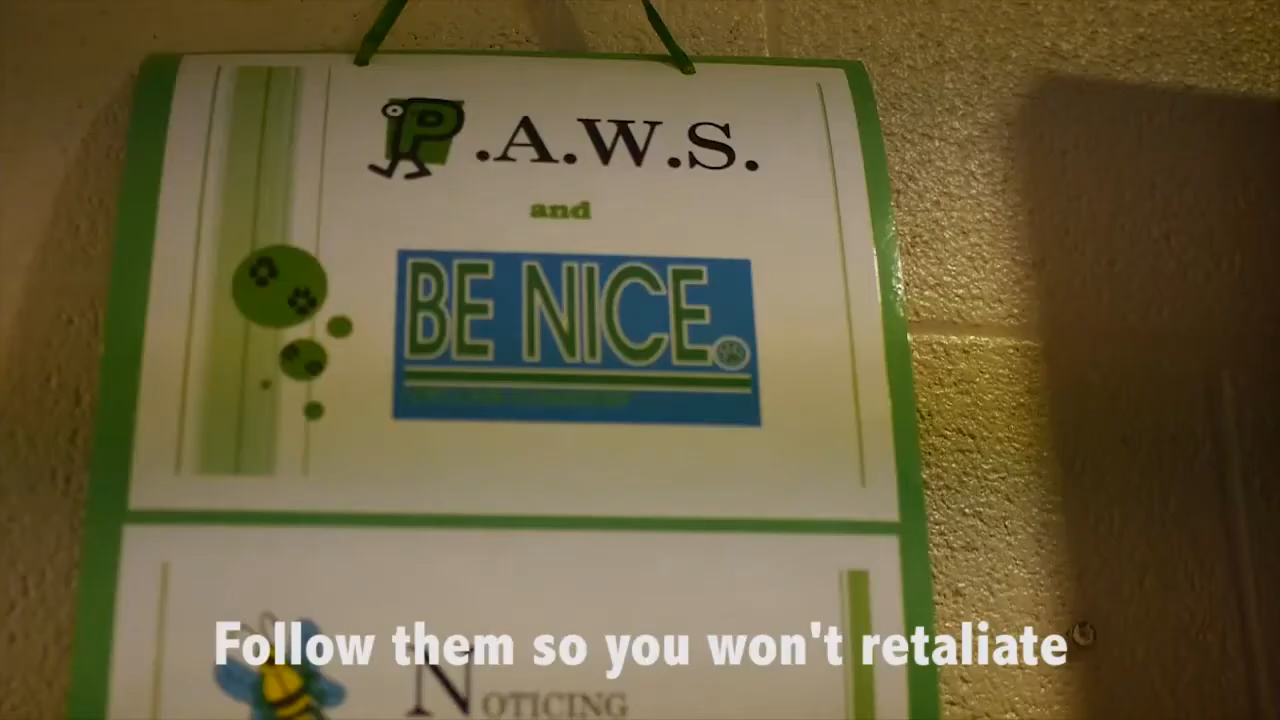 P.A.W.S.
and
BE NICE.
Follow them so you won't retaliate
NOTICING